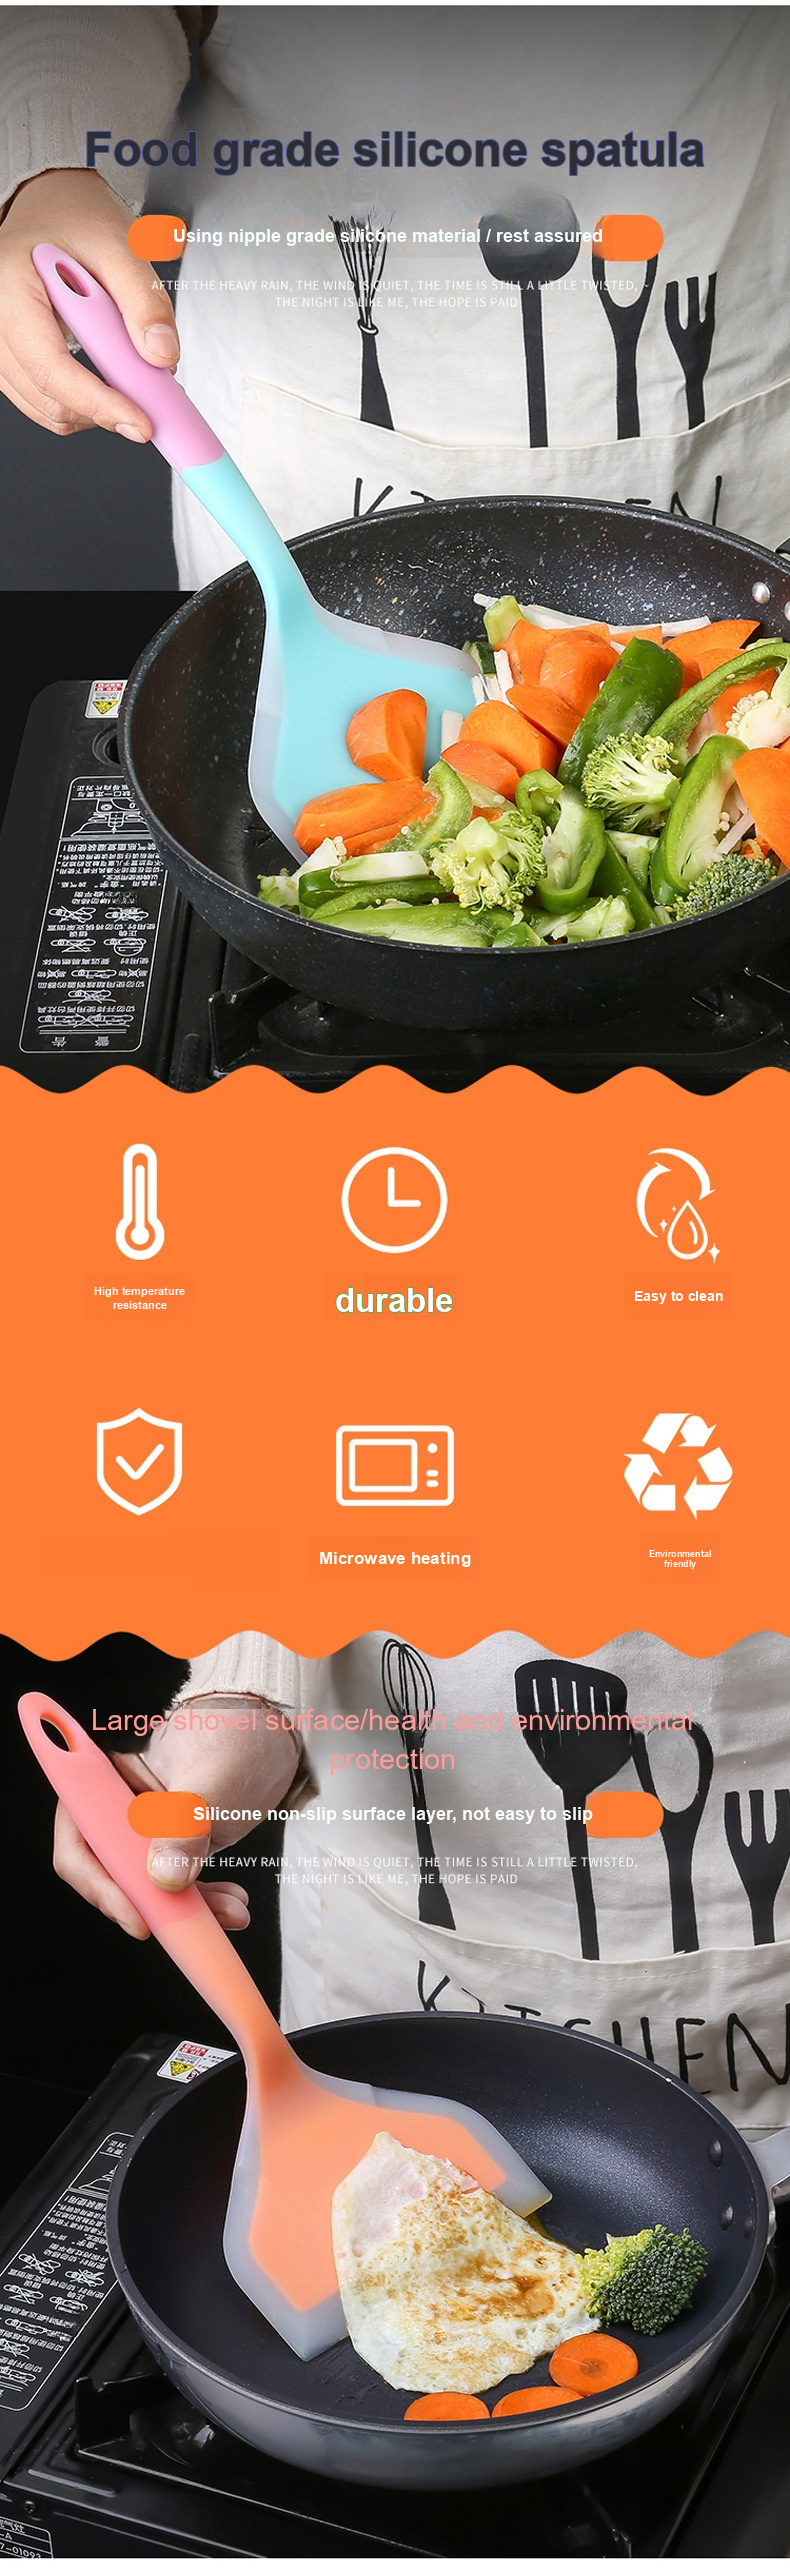 Food grade silicone spatula
Using nipple grade silicone material / rest assured
AFTER THE HEAVY RAIN, THE WIND IS QUIET, THE TIME IS STILL A LITTLE TWISTED,
THE NIGHT IS LIKE ME, THE HOPE IS PAID
High temperature
resistance
durable
Easy to clean
Microwave heating
Environmental
friendly
Large shovel surface/health and environmental
protection
Silicone non-slip surface layer, not easy to slip
AFTER THE HEAVY RAIN, THE WIND IS QUIET, THE TIME IS STILL A LITTLE TWISTED,
THE NIGHT IS LIKE ME, THE HOPE IS PAID
KITCHEN